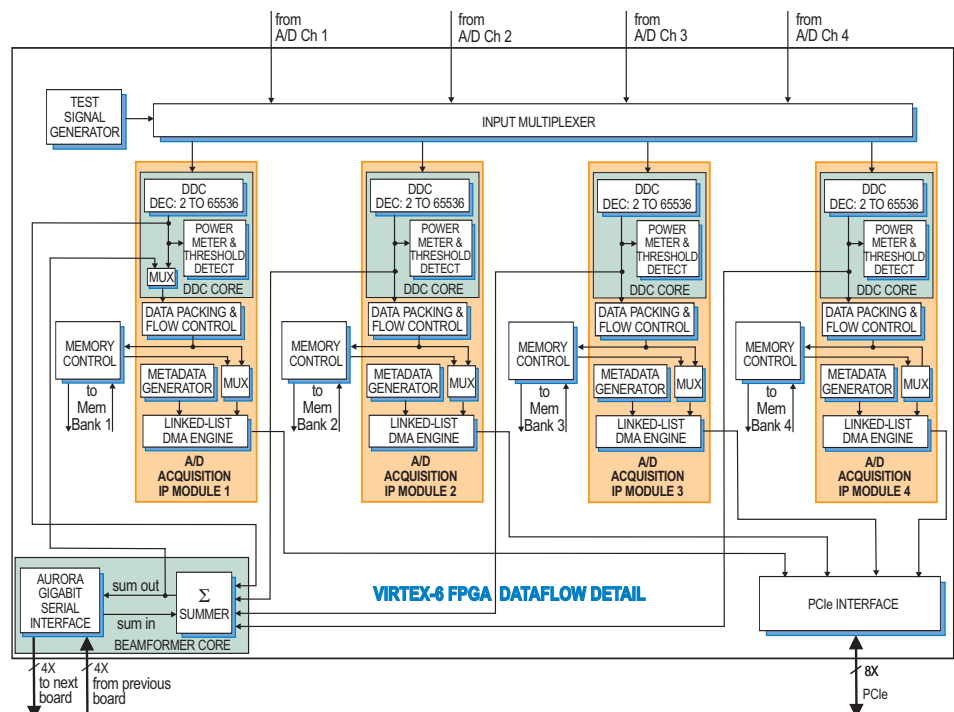 from
A/D Ch 1
from
A/D Ch 2
from
A/D Ch 3
from
A/D Ch 4
TEST
SIGNAL
GENERATOR
INPUT MULTIPLEXER
DDC
DEC: 2 TO 65536
POWER
METER &
THRESHOLD
DETECT
MUX
DDC CORE
DATA PACKING &
FLOW CONTROL
MEMORY
CONTROL
METADATA
GENERATOR
MUX
to
Mem
Bank 1
LINKED-LIST
DMA ENGINE
A/D
ACQUISITION
IP MODULE 1
DDC
DEC: 2 TO 65536
POWER
METER &
THRESHOLD
DETECT
DDC CORE
DATA PACKING &
FLOW CONTROL
MEMORY
CONTROL
METADATA
GENERATOR
MUX
to
Mem
Bank 2
LINKED-LIST
DMA ENGINE
A/D
ACQUISITION
IP MODULE 2
DDC
DEC: 2 TO 65536
POWER
METER &
THRESHOLD
DETECT
DDC CORE
DATA PACKING &
FLOW CONTROL
MEMORY
CONTROL
METADATA
GENERATOR
MUX
to
Mem
Bank 3
LINKED-LIST
DMA ENGINE
A/D
ACQUISITION
IP MODULE 3
DDC
DEC: 2 TO 65536
POWER
METER &
THRESHOLD
DETECT
DDC CORE
DATA PACKING &
FLOW CONTROL
MEMORY
CONTROL
METADATA
GENERATOR
MUX
to
Mem
Bank 4
LINKED-LIST
DMA ENGINE
A/D
ACQUISITION
IP MODULE 4
AURORA
GIGABIT
SERIAL
INTERFACE
sum out
sum in
Σ
SUMMER
BEAMFORMER CORE
VIRTEX-6 FPGA DATAFLOW DETAIL
PCIe INTERFACE
4X
to next
board
4X
from previous
board
8X
PCIe